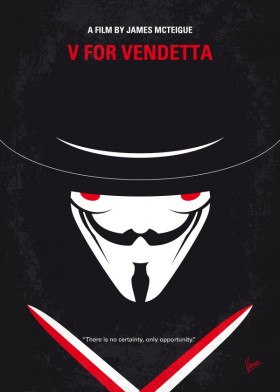 A FILM BY JAMES MCTEIGUE
V FOR VENDETTA
"There is no certainty, only opportunity."